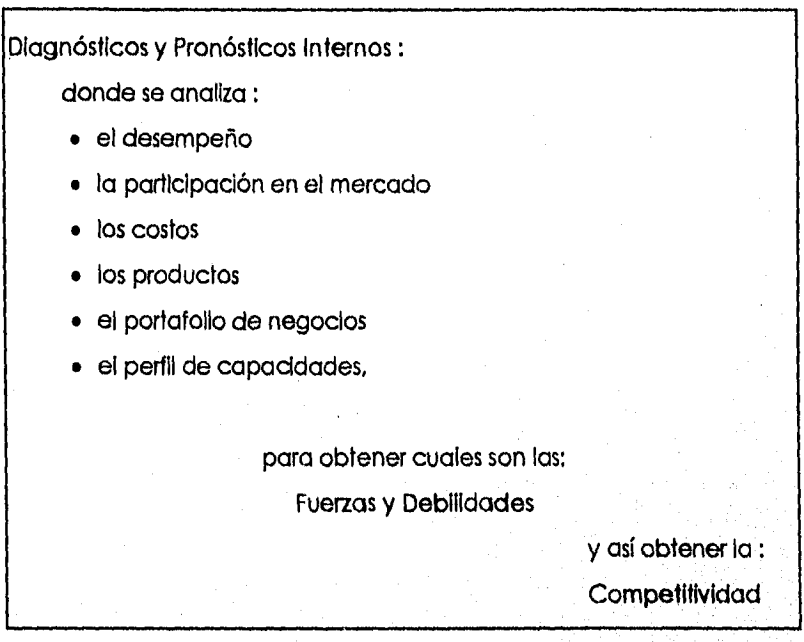 Diagnósticos y Pronósticos Internos :
donde se analiza :
• el desempeño
• la participación en el mercado
• los costos
• los productos
• el portafolio de negocios
• el perfil de capacidades,
para obtener cuales son las:
Fuerzas y Debilidades
y así obtener la :
Competitividad